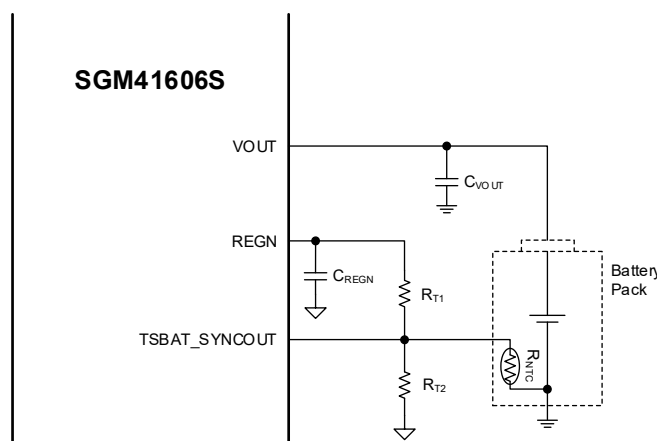 SGM41606S
VOUT
CVOUT
REGN
CREGN
RT1
Battery
Pack
TSBAT_SYNCOUT
RNTC
RT2